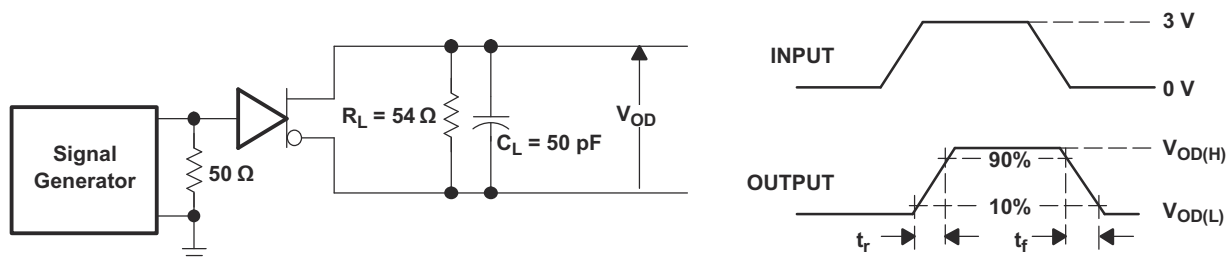 Signal
Generator
50 Ω
R_L = 54 Ω
C_L = 50 pF
V_OD
INPUT
3 V
0 V
OUTPUT
90%
10%
V_OD(H)
V_OD(L)
t_r
t_f